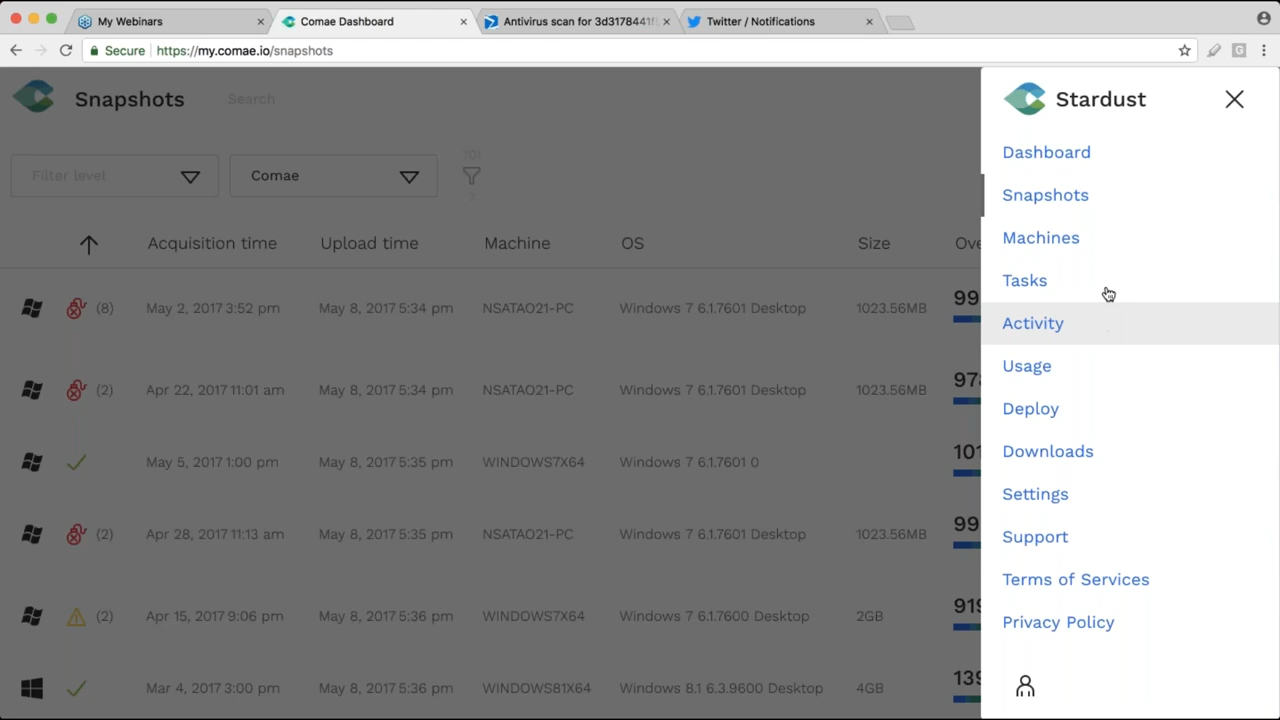 My Webinars
Comae Dashboard
Antivirus scan for 3d3178441f
Twitter / Notifications
Secure https://my.comae.io/snapshots
G
Snapshots
Search
Stardust
Dashboard
Snapshots
Machines
Tasks
Activity
Usage
Deploy
Downloads
Settings
Support
Terms of Services
Privacy Policy
Filter level
Comae
101
Acquisition time Upload time Machine OS Size Ove
(8) May 2, 2017 3:52 pm May 8, 2017 5:34 pm NSATAO21-PC Windows 7 6.1.7601 Desktop 1023.56MB 99
(2) Apr 22, 2017 11:01 am May 8, 2017 5:34 pm NSATAO21-PC Windows 7 6.1.7601 Desktop 1023.56MB 978
May 5, 2017 1:00 pm May 8, 2017 5:35 pm WINDOWS7X64 Windows 7 6.1.7601 0 101
(2) Apr 28, 2017 11:13 am May 8, 2017 5:35 pm NSATAO21-PC Windows 7 6.1.7601 Desktop 1023.56MB 99
(2) Apr 15, 2017 9:06 pm May 8, 2017 5:36 pm WINDOWS7X64 Windows 7 6.1.7600 Desktop 2GB 919
Mar 4, 2017 3:00 pm May 8, 2017 5:36 pm WINDOWS81X64 Windows 8.1 6.3.9600 Desktop 4GB 139